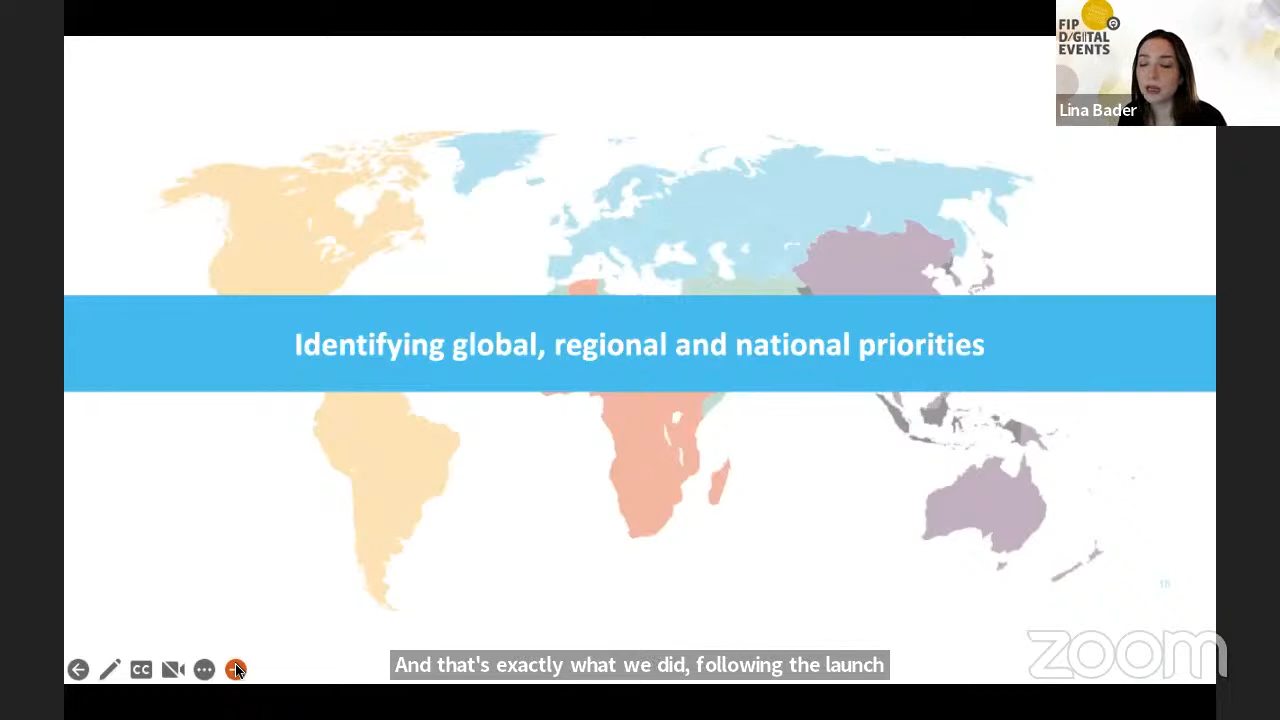 FIP
DIGITAL
EVENTS
Lina Bader
Identifying global, regional and national priorities
CC
And that's exactly what we did, following the launch
zoom